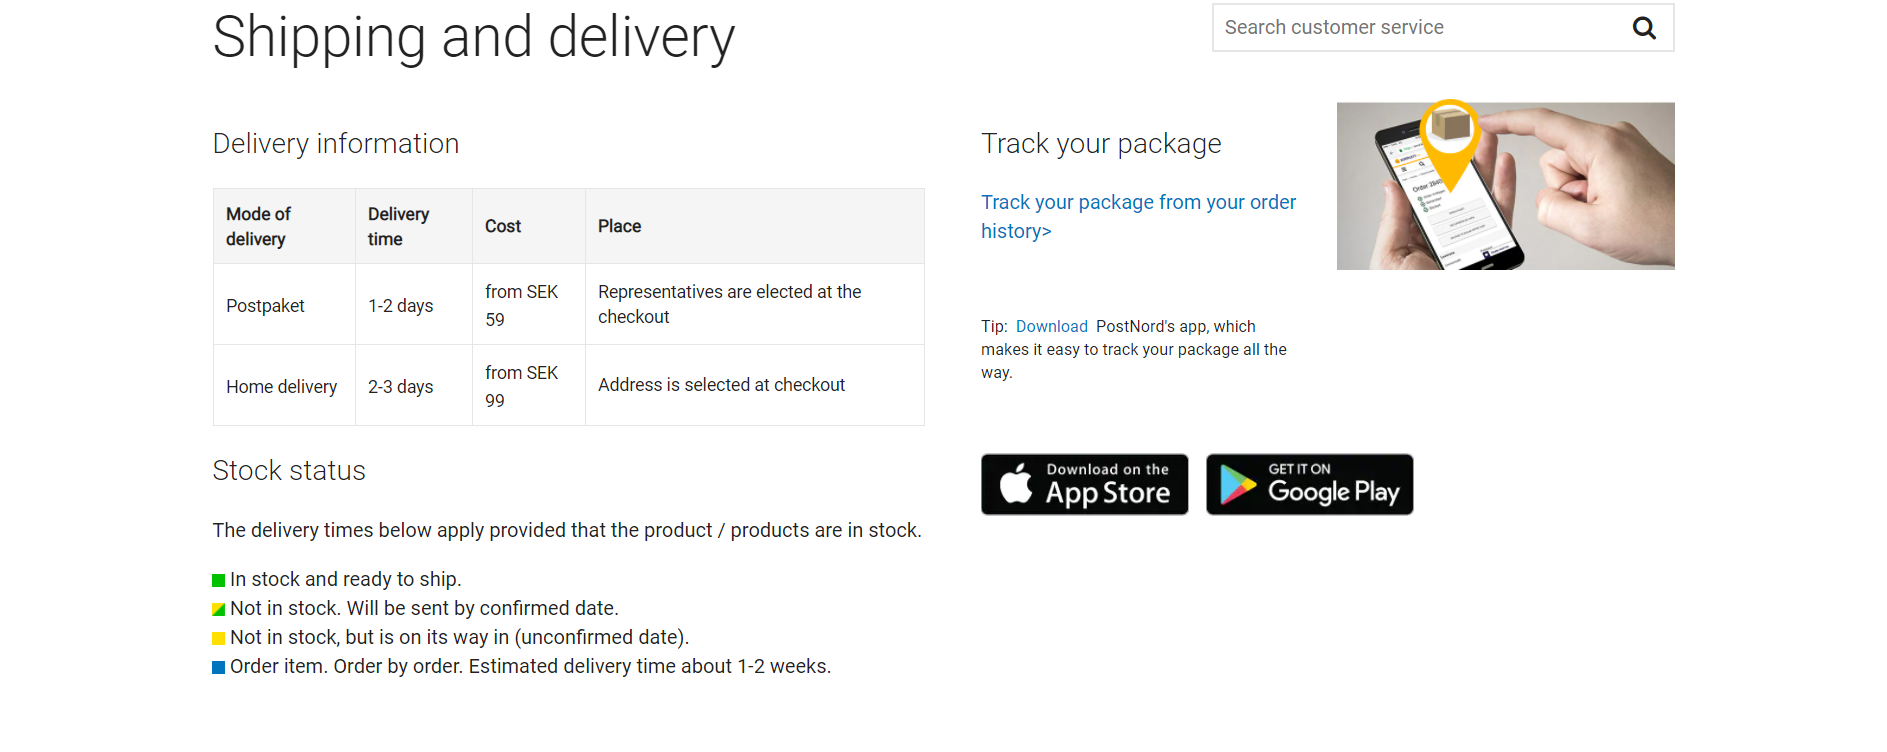 Shipping and delivery
Search customer service
Delivery information
Mode of
delivery
Delivery
time
Cost
Place
Postpaket
1-2 days
from SEK
59
Representatives are elected at the
checkout
Home delivery
2-3 days
from SEK
99
Address is selected at checkout
Stock status
The delivery times below apply provided that the product / products are in stock.
In stock and ready to ship.
Not in stock. Will be sent by confirmed date.
Not in stock, but is on its way in (unconfirmed date).
Order item. Order by order. Estimated delivery time about 1-2 weeks.
Track your package
Track your package from your order
history>
Tip: Download PostNord's app, which
makes it easy to track your package all the
way.
Download on the
App Store
GET IT ON
Google Play